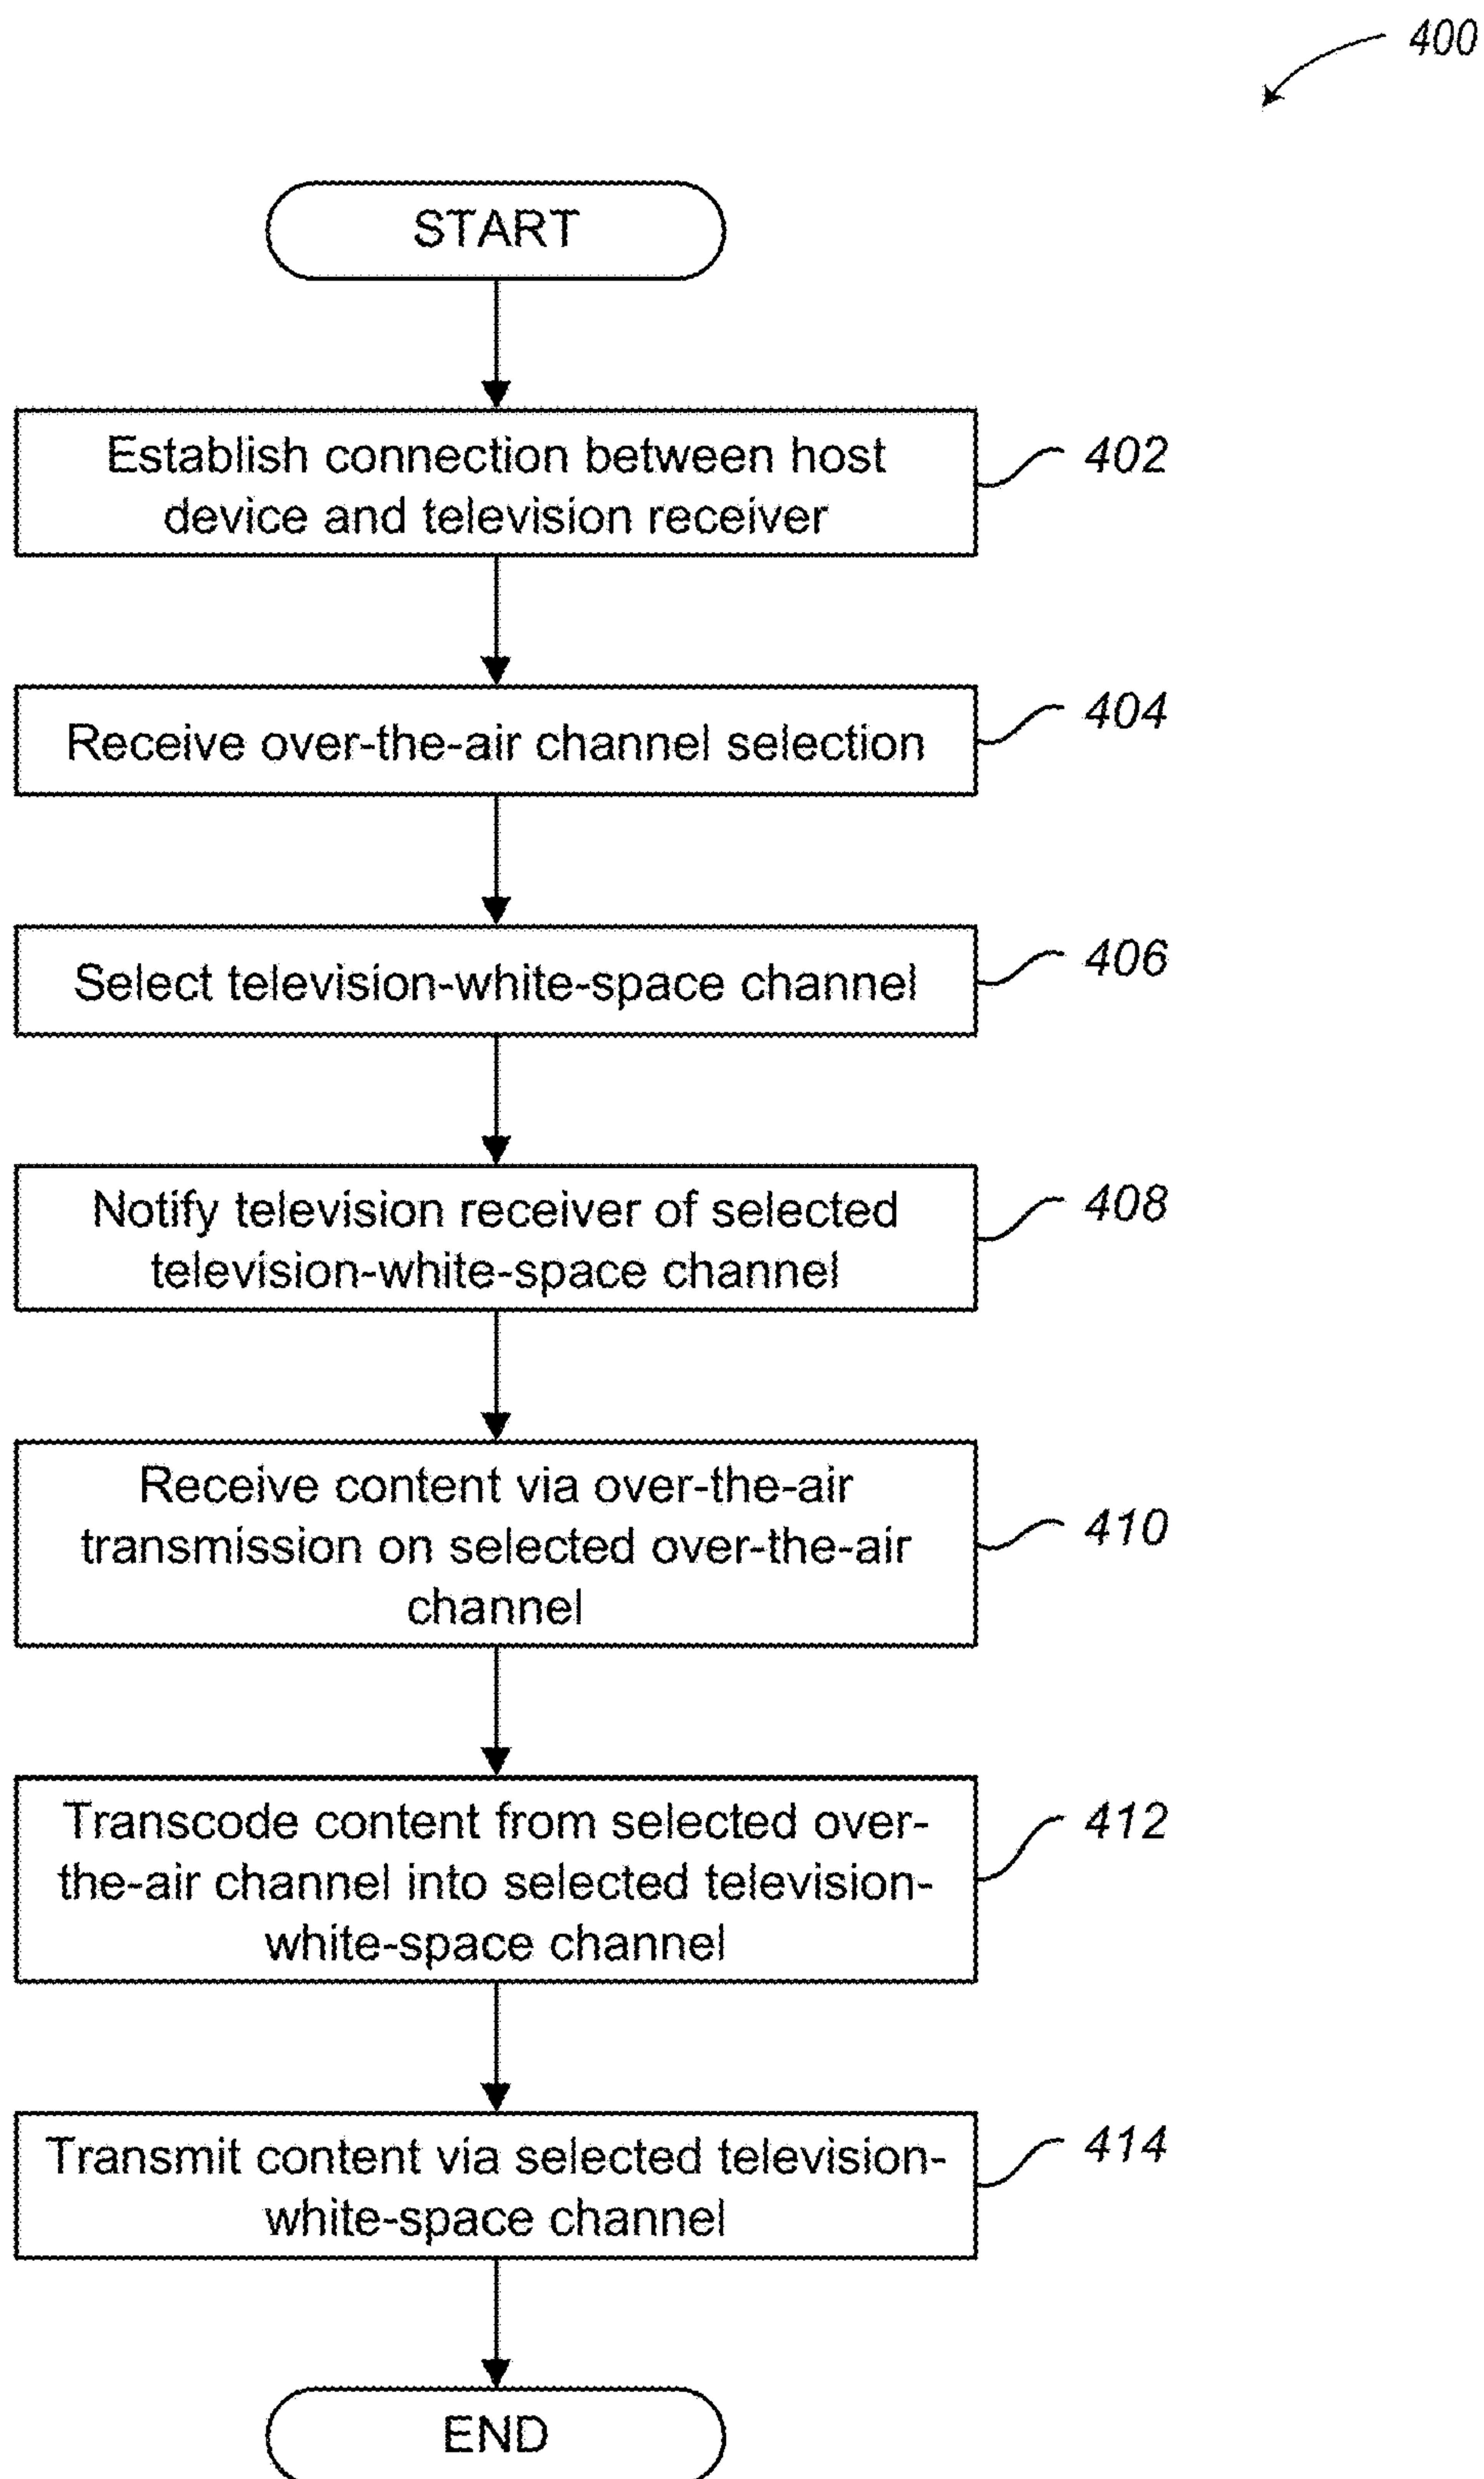 400
START
Establish connection between host
device and television receiver
402
Receive over-the-air channel selection
404
Select television-white-space channel
406
Notify television receiver of selected
television-white-space channel
408
Receive content via over-the-air
transmission on selected over-the-air
channel
410
Transcode content from selected over-
the-air channel into selected television-
white-space channel
412
Transmit content via selected television-
white-space channel
414
END